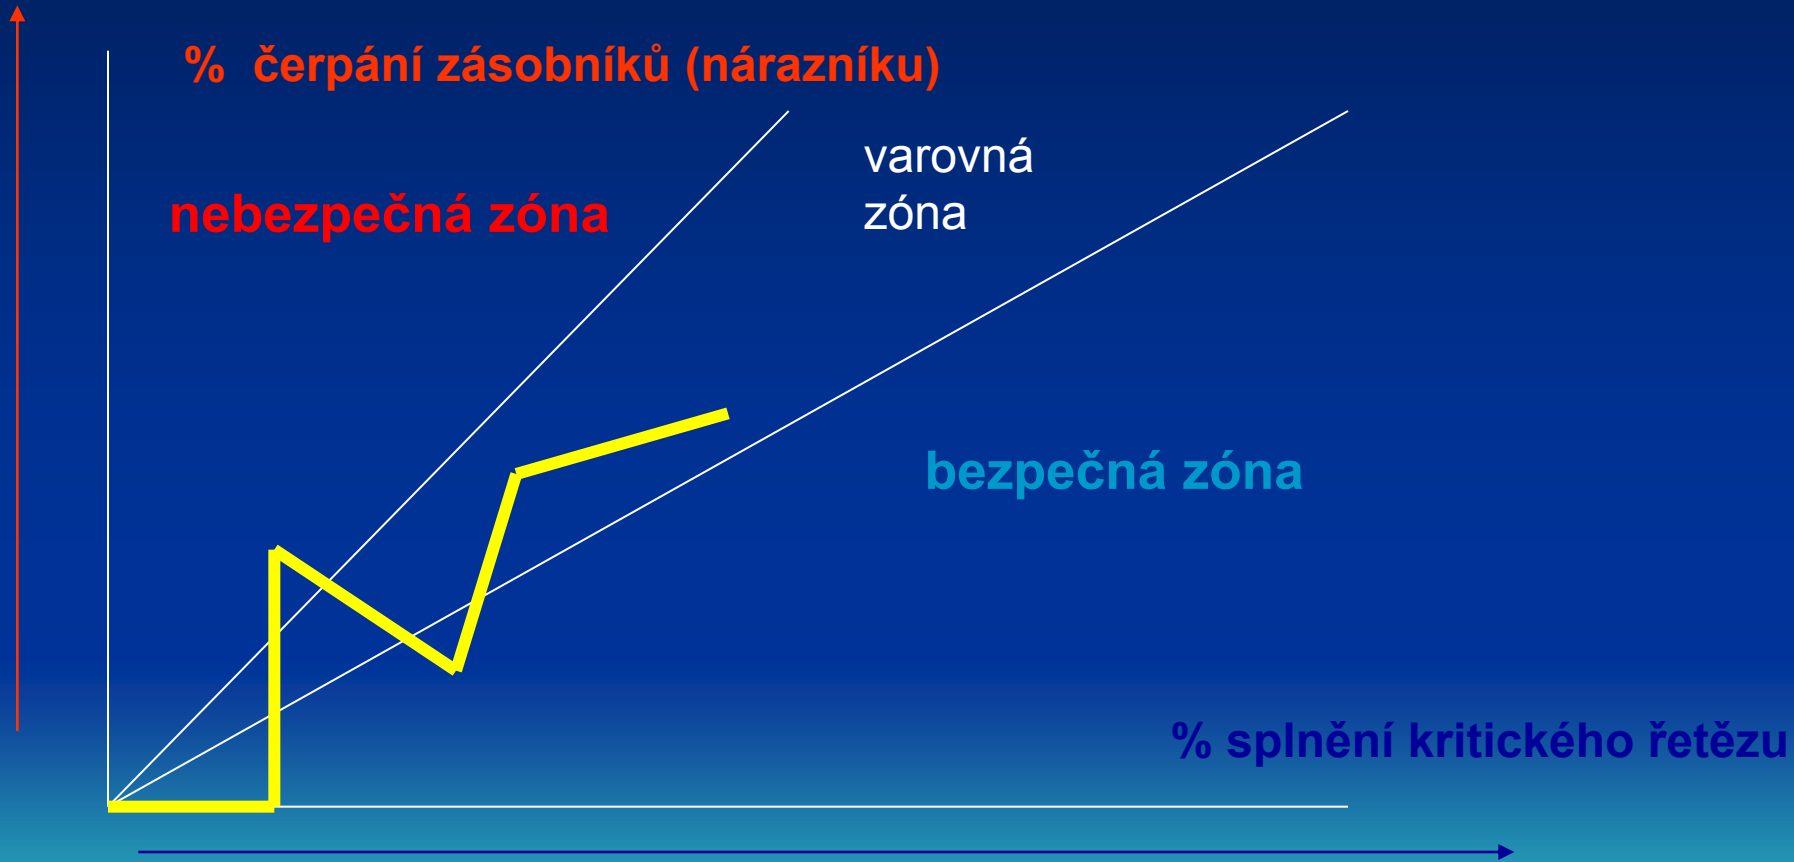 % čerpání zásobníků (nárazníku)
varovná
zóna
nebezpečná zóna
bezpečná zóna
% splnění kritického řetězu